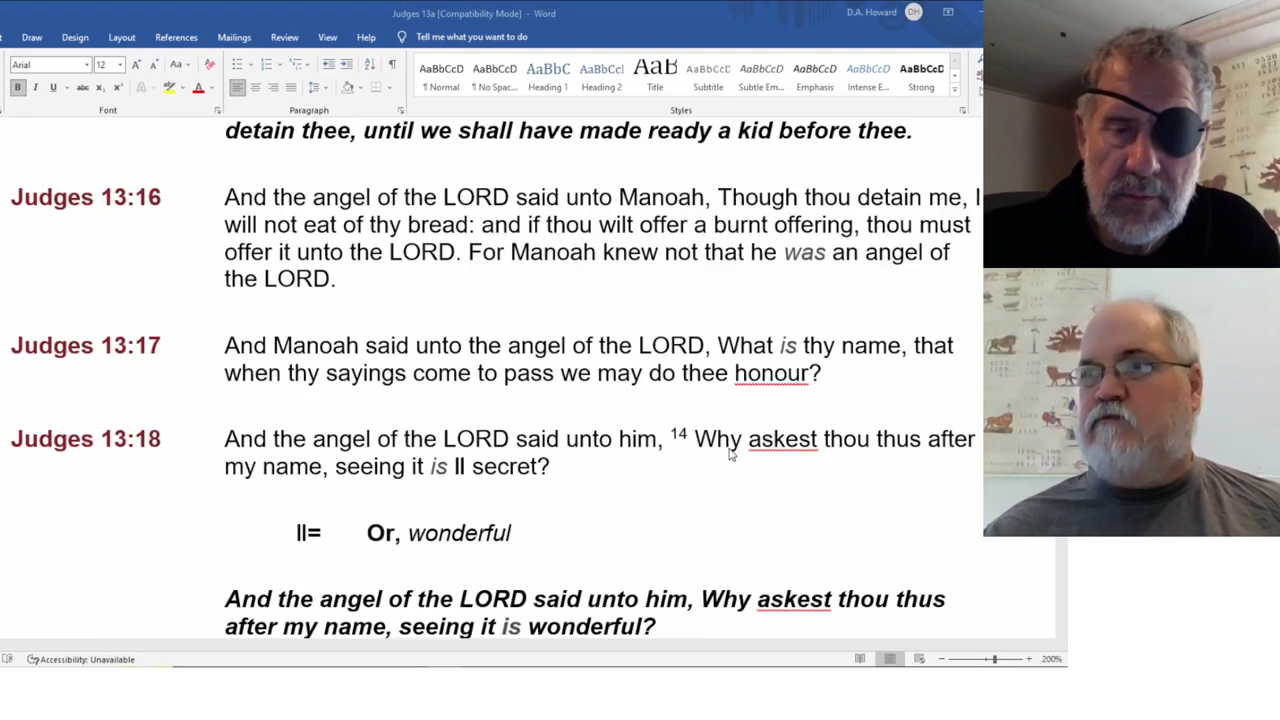 Judges 13a [Compatibility Mode] - Word
D.A. Howard
DH
Draw
Design
Layout
References
Mailings
Review
View
Help
Tell me what you want to do
Arial
12
Font
Paragraph
AaBbCcD
AaBbCcD
AaBbC
AaBbCcD
AaB
AaBbCcD
AaBbCcD
AaBbCcD
AaBbCcD
AaBbCcD
¶ Normal
¶ No Spac...
Heading 1
Heading 2
Title
Subtitle
Subtle Em...
Emphasis
Intense E...
Strong
Styles
detain thee, until we shall have made ready a kid before thee.
Judges 13:16
And the angel of the LORD said unto Manoah, Though thou detain me, I
will not eat of thy bread: and if thou wilt offer a burnt offering, thou must
offer it unto the LORD. For Manoah knew not that he was an angel of
the LORD.
Judges 13:17
And Manoah said unto the angel of the LORD, What is thy name, that
when thy sayings come to pass we may do thee honour?
Judges 13:18
And the angel of the LORD said unto him, 14 Why askest thou thus after
my name, seeing it is ll secret?
ll= Or, wonderful
And the angel of the LORD said unto him, Why askest thou thus
after my name, seeing it is wonderful?
Accessibility: Unavailable
200%